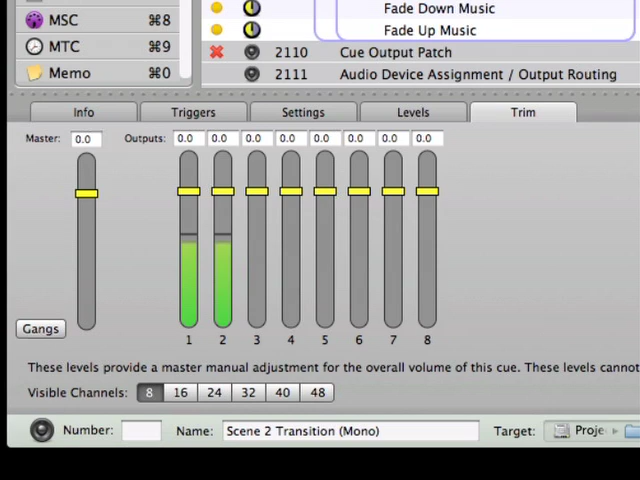 MSC ⌘8
MTC ⌘9
Memo ⌘0
Fade Down Music
Fade Up Music
2110 Cue Output Patch
2111 Audio Device Assignment / Output Routing
Info Triggers Settings Levels Trim
Master: 0.0 Outputs: 0.0 0.0 0.0 0.0 0.0 0.0 0.0 0.0
Gangs
1 2 3 4 5 6 7 8
These levels provide a master manual adjustment for the overall volume of this cue. These levels cannot
Visible Channels: 8 16 24 32 40 48
Number: Name: Scene 2 Transition (Mono) Target: Proje